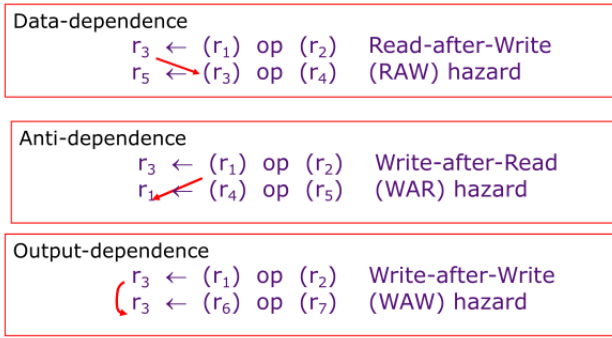 Data-dependence
r₃ ← (r₁) op (r₂) Read-after-Write
r₅ ← (r₃) op (r₄) (RAW) hazard
Anti-dependence
r₃ ← (r₁) op (r₂) Write-after-Read
r₁ ← (r₄) op (r₅) (WAR) hazard
Output-dependence
r₃ ← (r₁) op (r₂) Write-after-Write
r₃ ← (r₆) op (r₇) (WAW) hazard